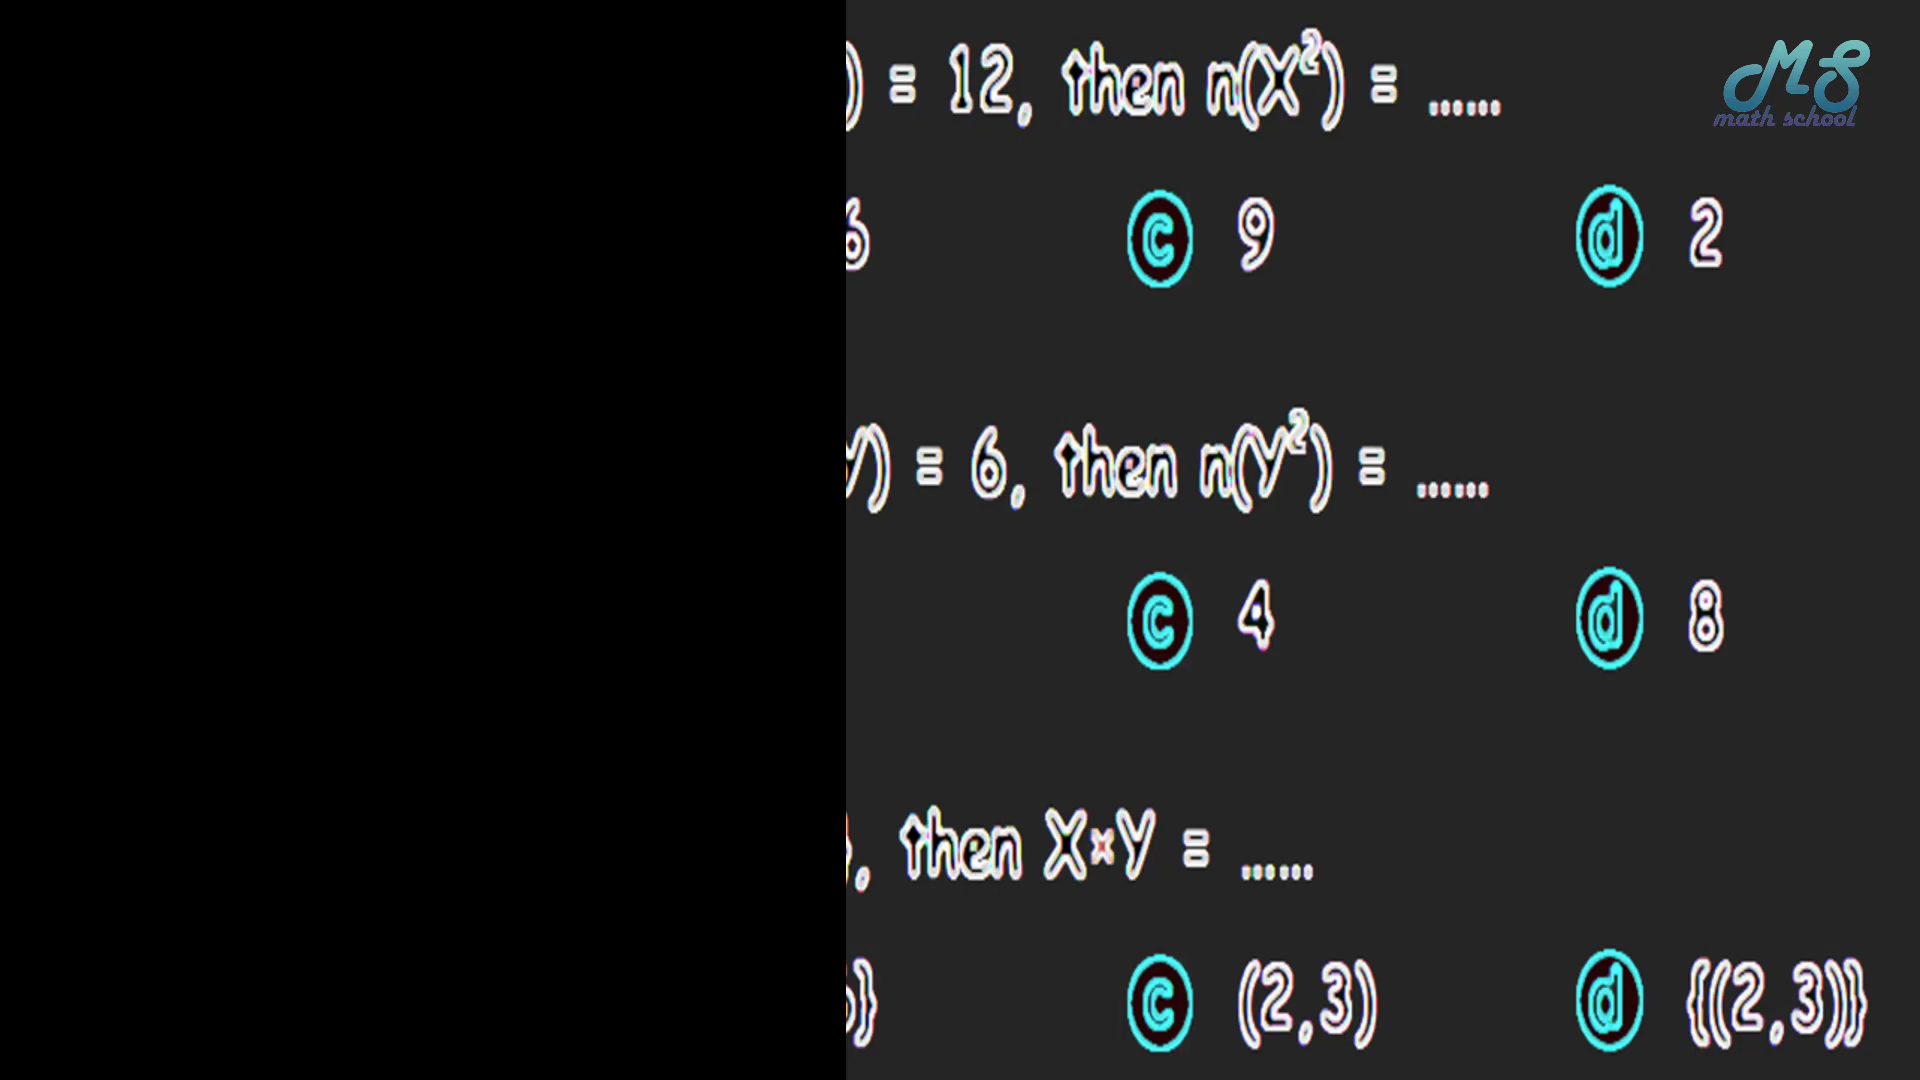 ) = 12, then n(X²) = ......
MS
math school
6 c 9 d 2
Y) = 6, then n(Y²) = ......
c 4 d 8
, then X×Y = ......
} c (2,3) d {(2,3)}